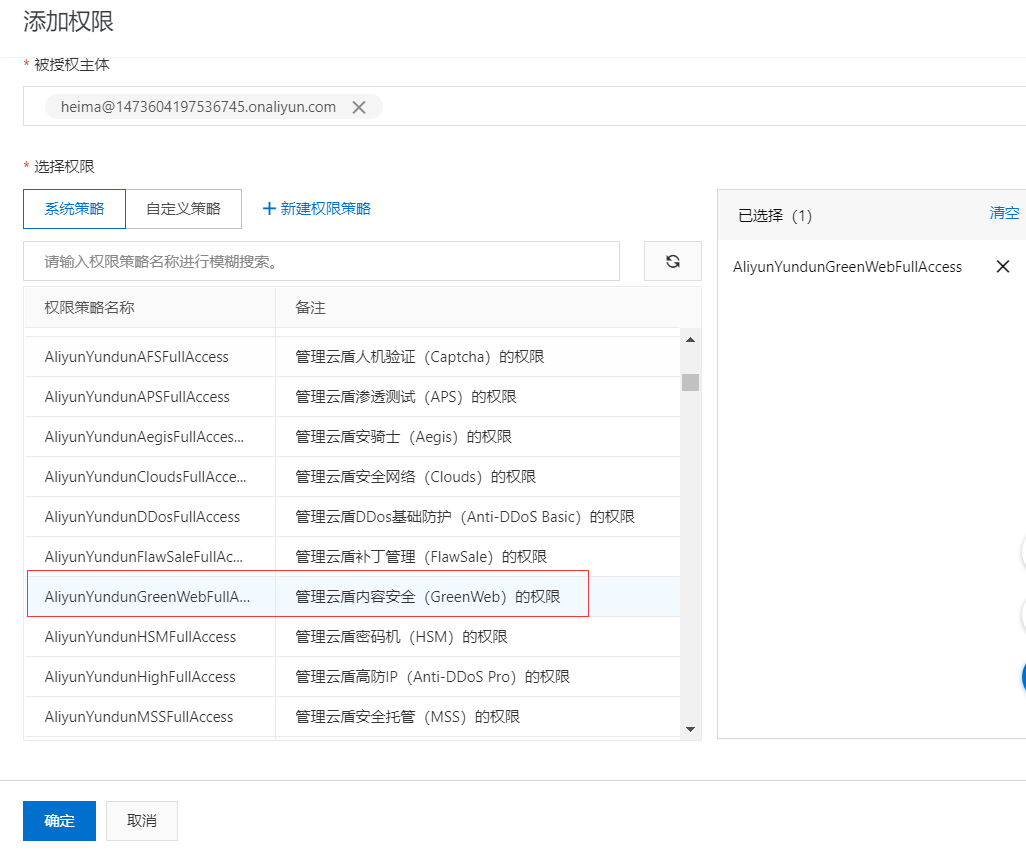 添加权限
* 被授权主体
heima@1473604197536745.onaliyun.com
* 选择权限
系统策略 自定义策略 + 新建权限策略
请输入权限策略名称进行模糊搜索。
权限策略名称 备注
AliyunYundunAFSFullAccess 管理云盾人机验证（Captcha）的权限
AliyunYundunAPSFullAccess 管理云盾渗透测试（APS）的权限
AliyunYundunAegisFullAcces... 管理云盾安骑士（Aegis）的权限
AliyunYundunCloudsFullAcce... 管理云盾安全网络（Clouds）的权限
AliyunYundunDDosFullAccess 管理云盾DDos基础防护（Anti-DDoS Basic）的权限
AliyunYundunFlawSaleFullAc... 管理云盾补丁管理（FlawSale）的权限
AliyunYundunGreenWebFullA... 管理云盾内容安全（GreenWeb）的权限
AliyunYundunHSMFullAccess 管理云盾密码机（HSM）的权限
AliyunYundunHighFullAccess 管理云盾高防IP（Anti-DDoS Pro）的权限
AliyunYundunMSSFullAccess 管理云盾安全托管（MSS）的权限
已选择（1） 清空
AliyunYundunGreenWebFullAccess
确定 取消